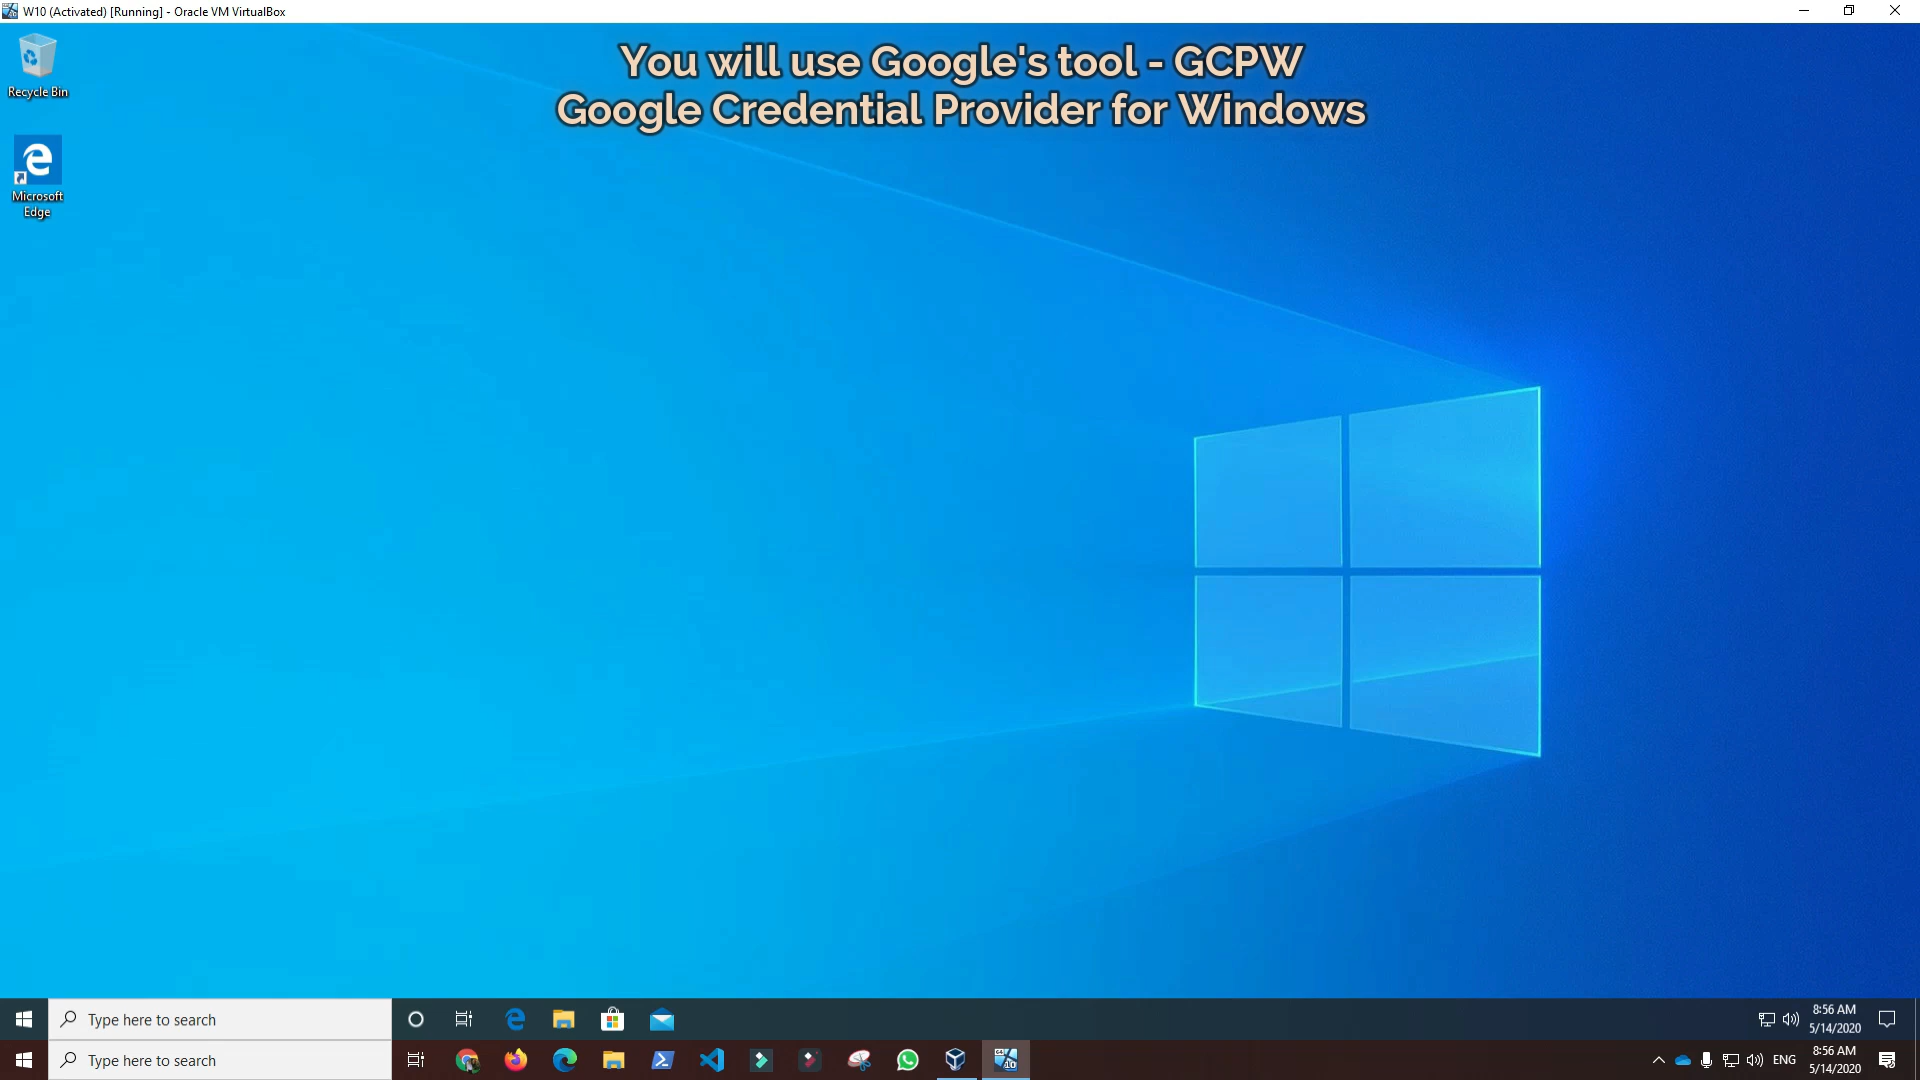 W10 (Activated) [Running] - Oracle VM VirtualBox
You will use Google's tool - GCPW
Google Credential Provider for Windows
Recycle Bin
Microsoft
Edge
Type here to search
8:56 AM
5/14/2020
Type here to search
ENG
8:56 AM
5/14/2020